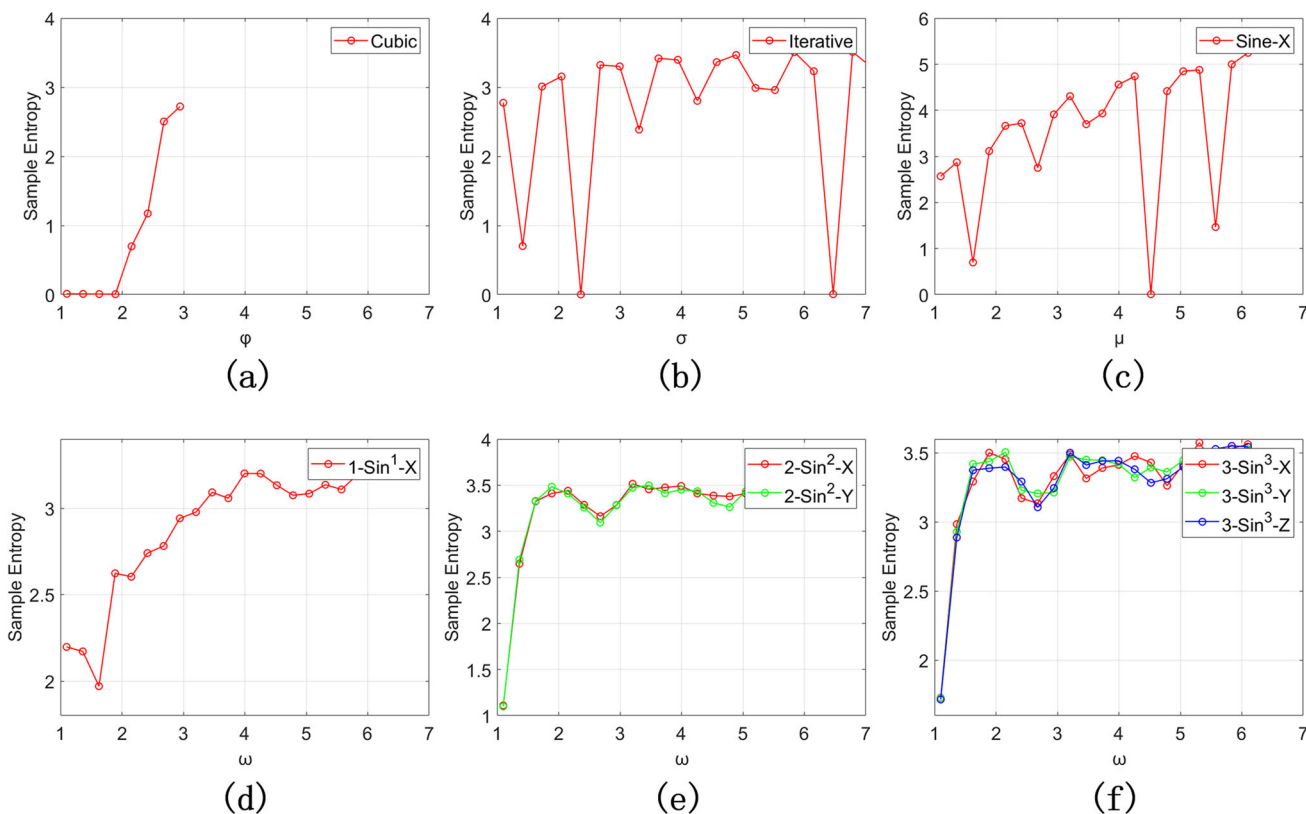 4
3
2
1
0
Sample Entropy
Cubic
1 2 3 4 5 6 7
φ
(a)
4
3
2
1
0
Sample Entropy
Iterative
1 2 3 4 5 6 7
σ
(b)
6
5
4
3
2
1
0
Sample Entropy
Sine-X
1 2 3 4 5 6 7
μ
(c)
3
2.5
2
Sample Entropy
1-Sin¹-X
1 2 3 4 5 6 7
ω
(d)
4
3.5
3
2.5
2
1.5
1
Sample Entropy
2-Sin²-X
2-Sin²-Y
1 2 3 4 5 6 7
ω
(e)
3.5
3
2.5
2
Sample Entropy
3-Sin³-X
3-Sin³-Y
3-Sin³-Z
1 2 3 4 5 6 7
ω
(f)